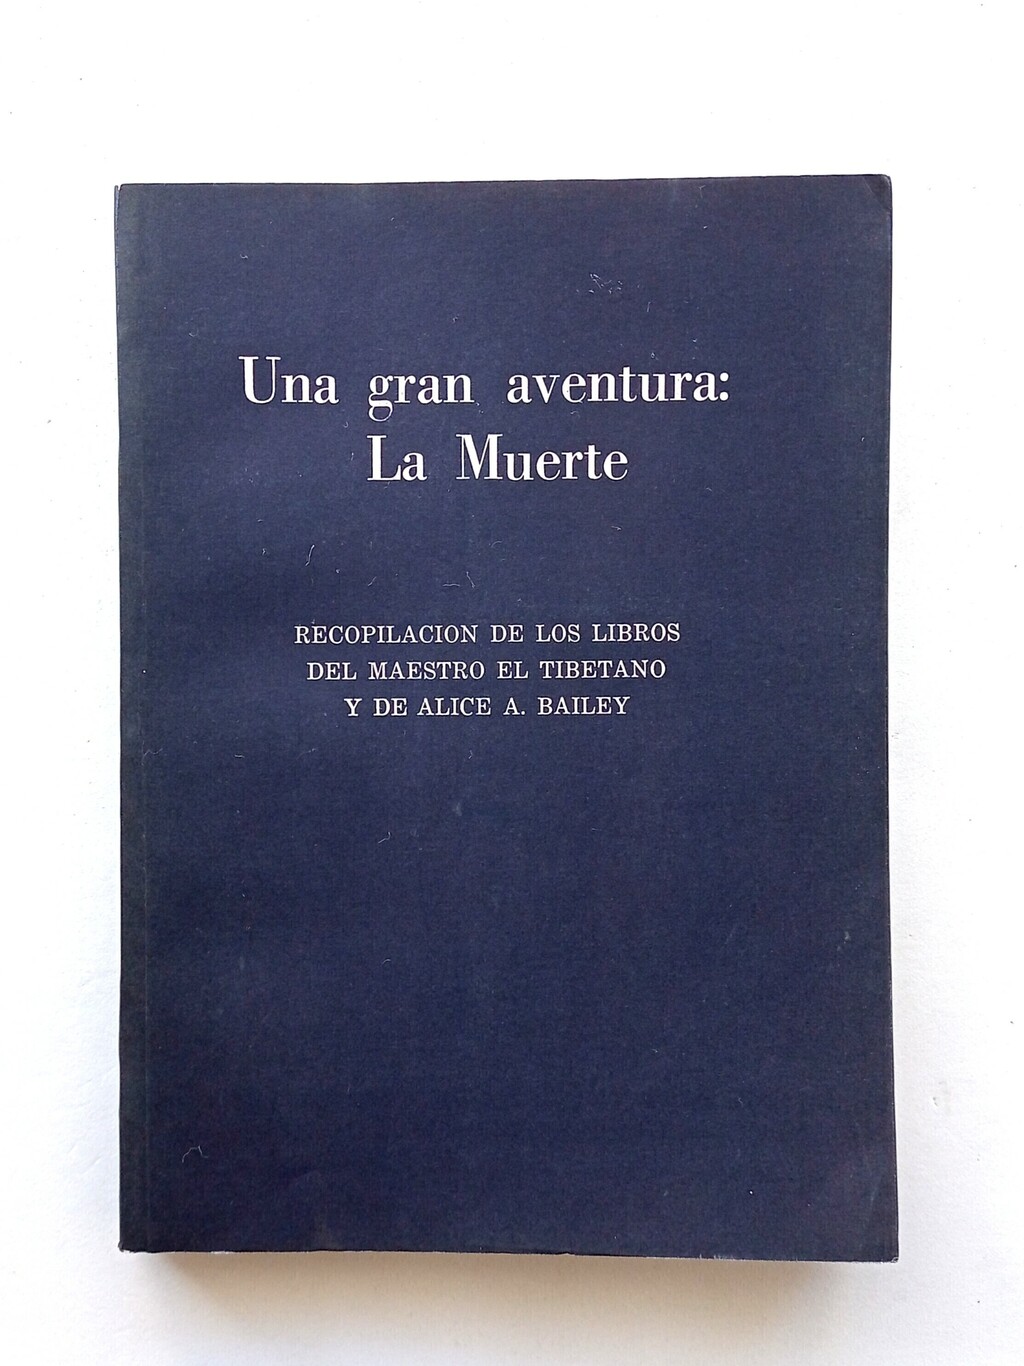 Una gran aventura:
La Muerte
RECOPILACION DE LOS LIBROS
DEL MAESTRO EL TIBETANO
Y DE ALICE A. BAILEY